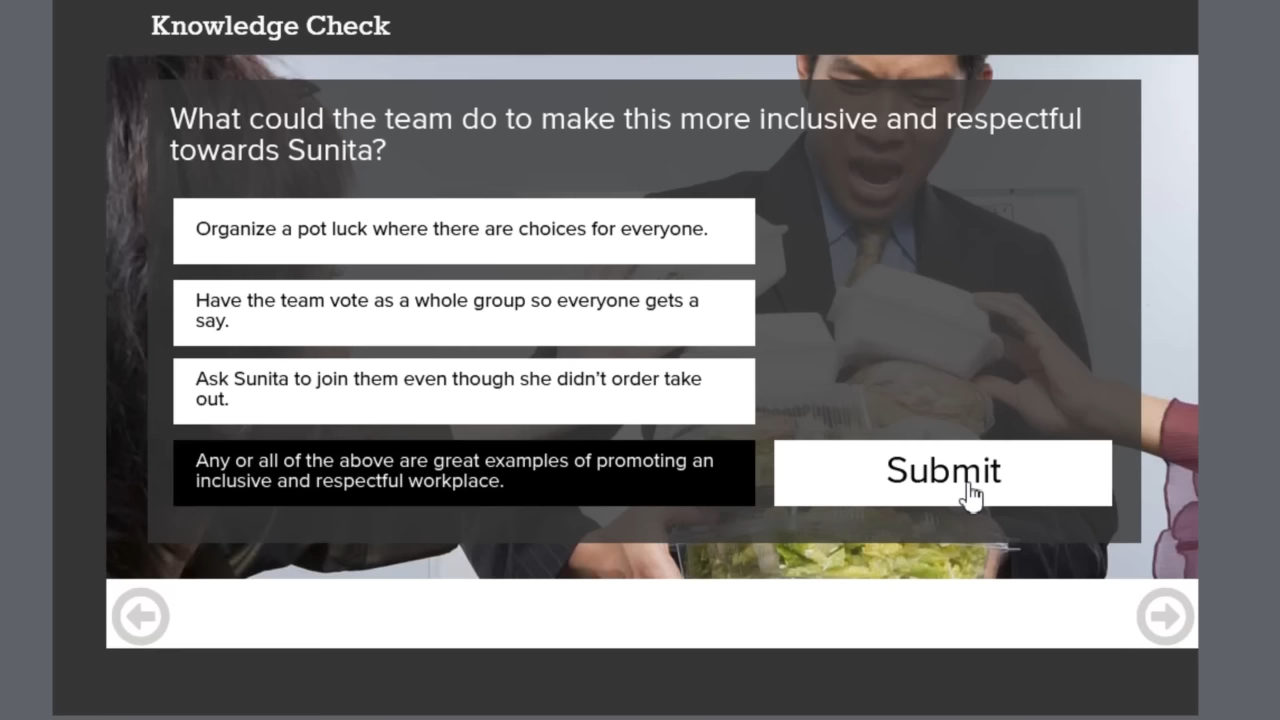 Knowledge Check
What could the team do to make this more inclusive and respectful
towards Sunita?
Organize a pot luck where there are choices for everyone.
Have the team vote as a whole group so everyone gets a
say.
Ask Sunita to join them even though she didn’t order take
out.
Any or all of the above are great examples of promoting an
inclusive and respectful workplace.
Submit